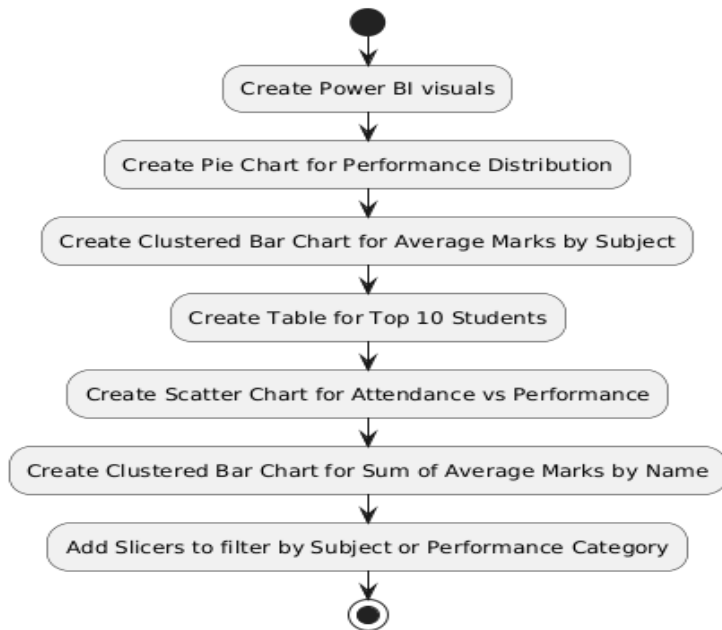 Create Power BI visuals
Create Pie Chart for Performance Distribution
Create Clustered Bar Chart for Average Marks by Subject
Create Table for Top 10 Students
Create Scatter Chart for Attendance vs Performance
Create Clustered Bar Chart for Sum of Average Marks by Name
Add Slicers to filter by Subject or Performance Category